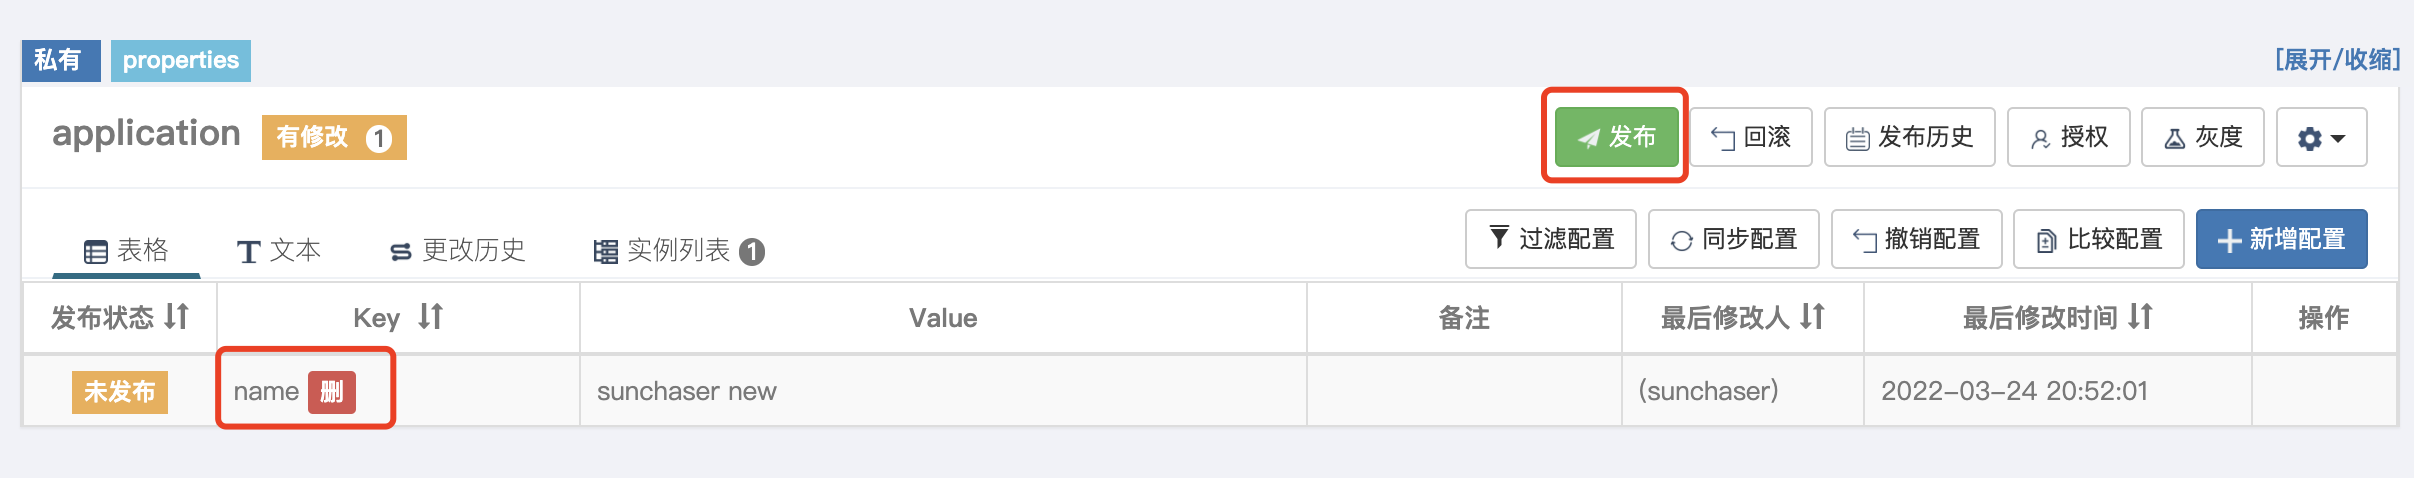 私有 properties [展开/收缩]
application 有修改 1 发布 回滚 发布历史 授权 灰度
表格 文本 更改历史 实例列表 1 过滤配置 同步配置 撤销配置 比较配置 新增配置
发布状态 Key Value 备注 最后修改人 最后修改时间 操作
未发布 name 删 sunchaser new (sunchaser) 2022-03-24 20:52:01